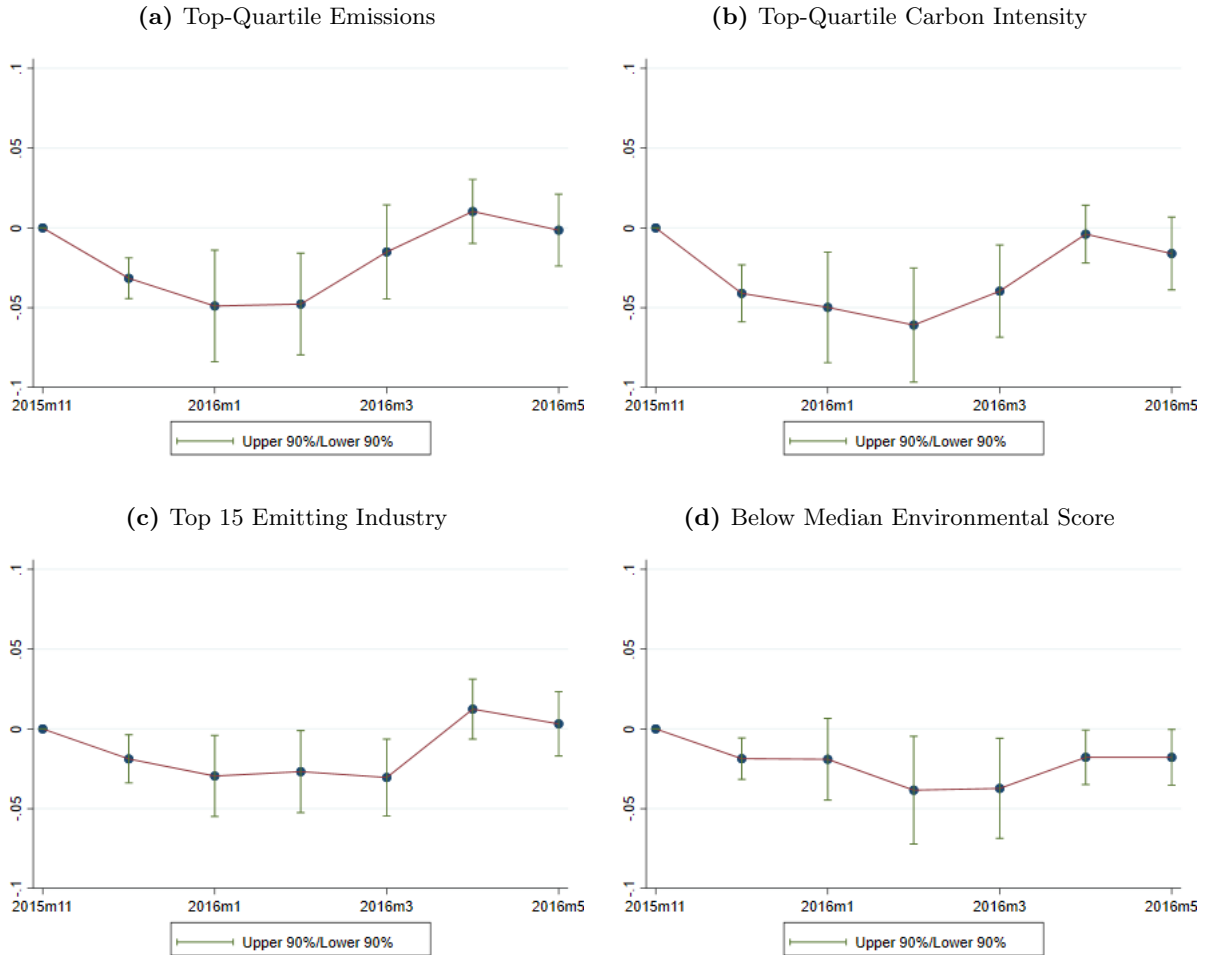 (a) Top-Quartile Emissions
.1
.05
0
-.05
-.1
2015m11 2016m1 2016m3 2016m5
Upper 90%/Lower 90%
(b) Top-Quartile Carbon Intensity
.1
.05
0
-.05
-.1
2015m11 2016m1 2016m3 2016m5
Upper 90%/Lower 90%
(c) Top 15 Emitting Industry
.1
.05
0
-.05
-.1
2015m11 2016m1 2016m3 2016m5
Upper 90%/Lower 90%
(d) Below Median Environmental Score
.1
.05
0
-.05
-.1
2015m11 2016m1 2016m3 2016m5
Upper 90%/Lower 90%